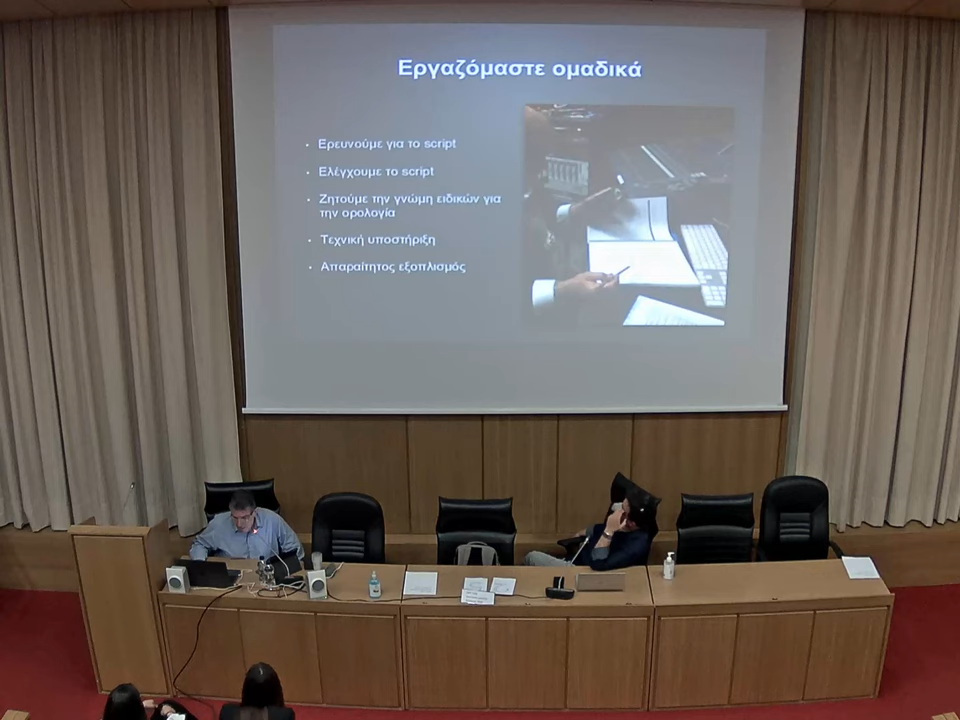 Εργαζόμαστε ομαδικά
• Ερευνούμε για το script
• Ελέγχουμε το script
• Ζητούμε την γνώμη ειδικών για
την ορολογία
• Τεχνική υποστήριξη
• Απαραίτητος εξοπλισμός